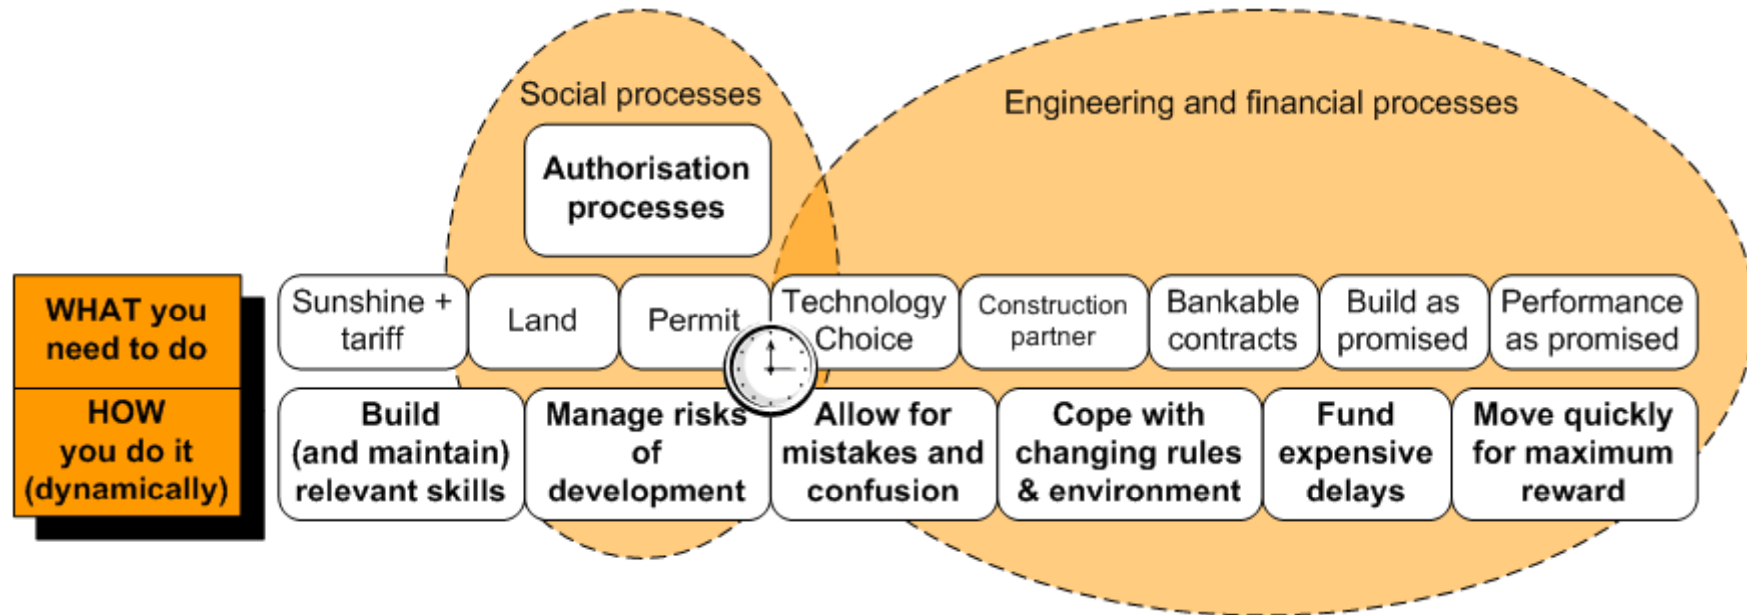 Social processes
Engineering and financial processes
Authorisation
processes
WHAT you
need to do
Sunshine +
tariff
Land
Permit
Technology
Choice
Construction
partner
Bankable
contracts
Build as
promised
Performance
as promised
HOW
you do it
(dynamically)
Build
(and maintain)
relevant skills
Manage risks
of
development
Allow for
mistakes and
confusion
Cope with
changing rules
& environment
Fund
expensive
delays
Move quickly
for maximum
reward